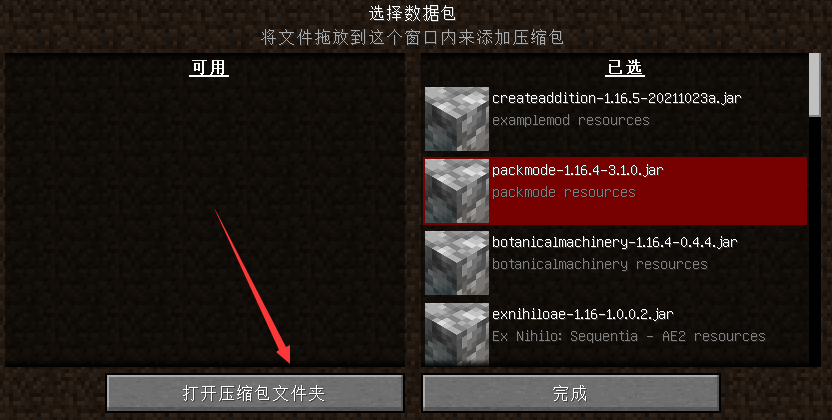 选择数据包
将文件拖放到这个窗口内来添加压缩包
可用
已选
createaddition-1.16.5-20211023a.jar
examplemod resources
packmode-1.16.4-3.1.0.jar
packmode resources
botanicalmachinery-1.16.4-0.4.4.jar
botanicalmachinery resources
exnihiloae-1.16-1.0.0.2.jar
Ex Nihilo: Sequentia - AE2 resources
打开压缩包文件夹
完成